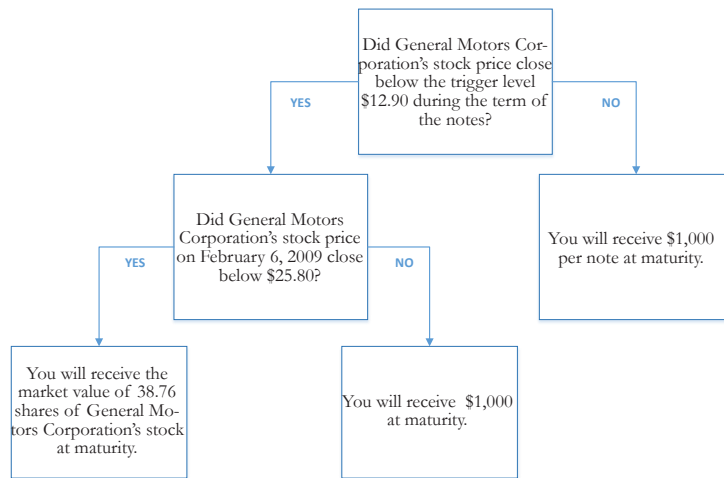 Did General Motors Cor-
poration's stock price close
below the trigger level
$12.90 during the term of
the notes?
YES
NO
Did General Motors
Corporation's stock price
on February 6, 2009 close
below $25.80?
You will receive $1,000
per note at maturity.
YES
NO
You will receive the
market value of 38.76
shares of General Mo-
tors Corporation's stock
at maturity.
You will receive $1,000
at maturity.